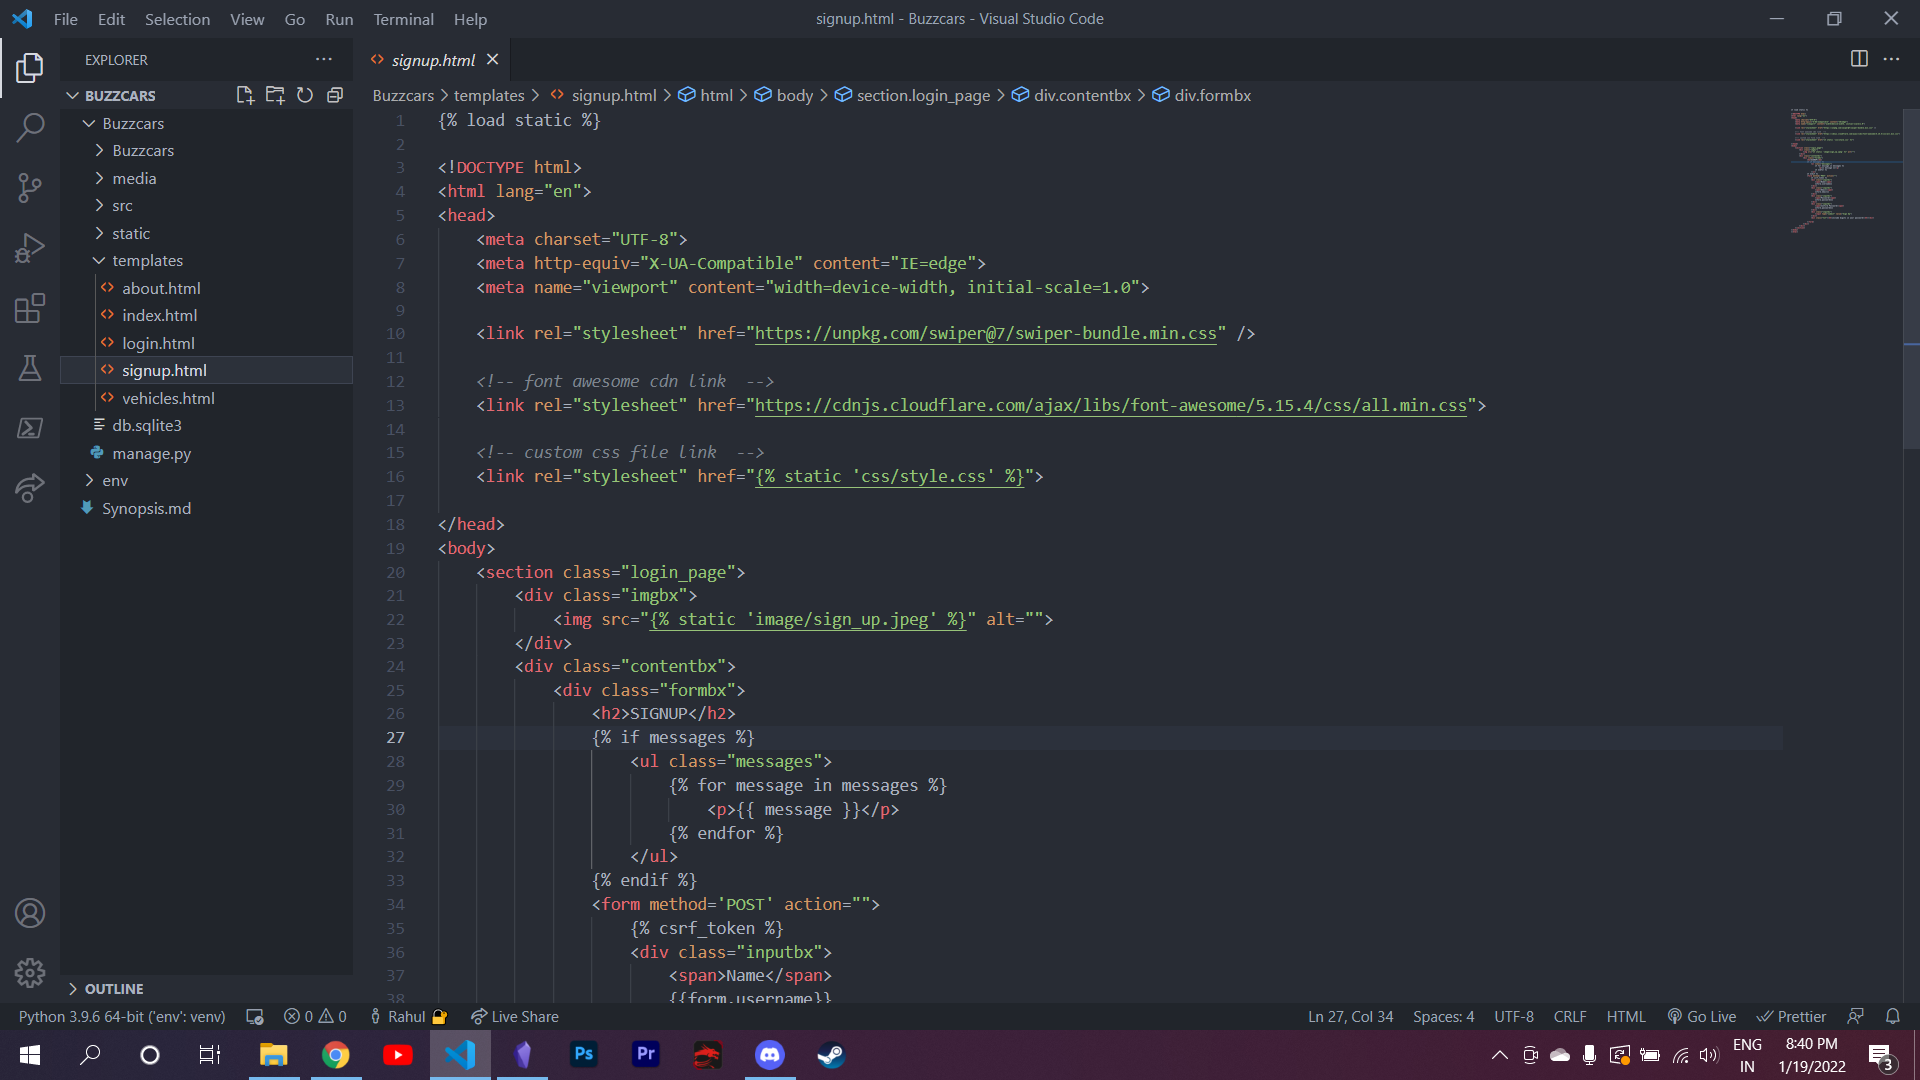 File Edit Selection View Go Run Terminal Help
signup.html - Buzzcars - Visual Studio Code
EXPLORER
BUZZCARS
Buzzcars
Buzzcars
media
src
static
templates
about.html
index.html
login.html
signup.html
vehicles.html
db.sqlite3
manage.py
env
Synopsis.md
OUTLINE
signup.html
Buzzcars > templates > signup.html > html > body > section.login_page > div.contentbx > div.formbx
1 {% load static %}
2
3 <!DOCTYPE html>
4 <html lang="en">
5 <head>
6 <meta charset="UTF-8">
7 <meta http-equiv="X-UA-Compatible" content="IE=edge">
8 <meta name="viewport" content="width=device-width, initial-scale=1.0">
9
10 <link rel="stylesheet" href="https://unpkg.com/swiper@7/swiper-bundle.min.css" />
11
12 <!-- font awesome cdn link  -->
13 <link rel="stylesheet" href="https://cdnjs.cloudflare.com/ajax/libs/font-awesome/5.15.4/css/all.min.css">
14
15 <!-- custom css file link  -->
16 <link rel="stylesheet" href="{% static 'css/style.css' %}">
17
18 </head>
19 <body>
20 <section class="login_page">
21 <div class="imgbx">
22 <img src="{% static 'image/sign_up.jpeg' %}" alt="">
23 </div>
24 <div class="contentbx">
25 <div class="formbx">
26 <h2>SIGNUP</h2>
27 {% if messages %}
28 <ul class="messages">
29 {% for message in messages %}
30 <p>{{ message }}</p>
31 {% endfor %}
32 </ul>
33 {% endif %}
34 <form method='POST' action="">
35 {% csrf_token %}
36 <div class="inputbx">
37 <span>Name</span>
38 {{form.username}}
Python 3.9.6 64-bit ('env': venv) 0 0 Rahul Live Share Ln 27, Col 34 Spaces: 4 UTF-8 CRLF HTML Go Live Prettier
Ps Pr
ENG
IN
8:40 PM
1/19/2022
3